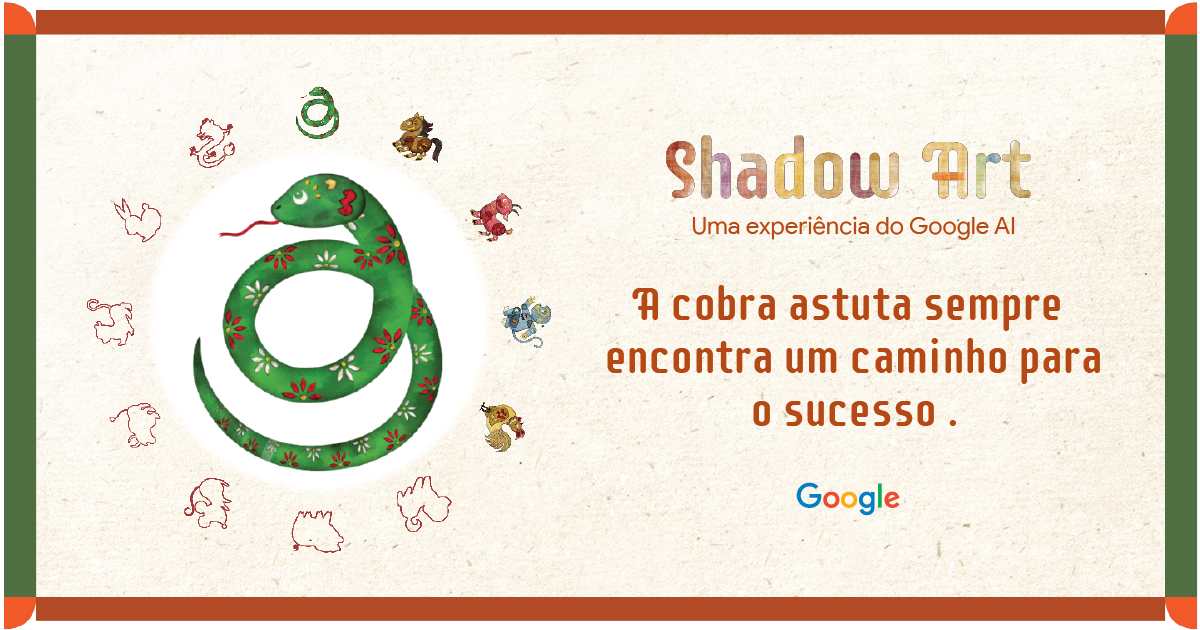 Shadow Art
Uma experiência do Google AI
A cobra astuta sempre
encontra um caminho para
o sucesso .
Google